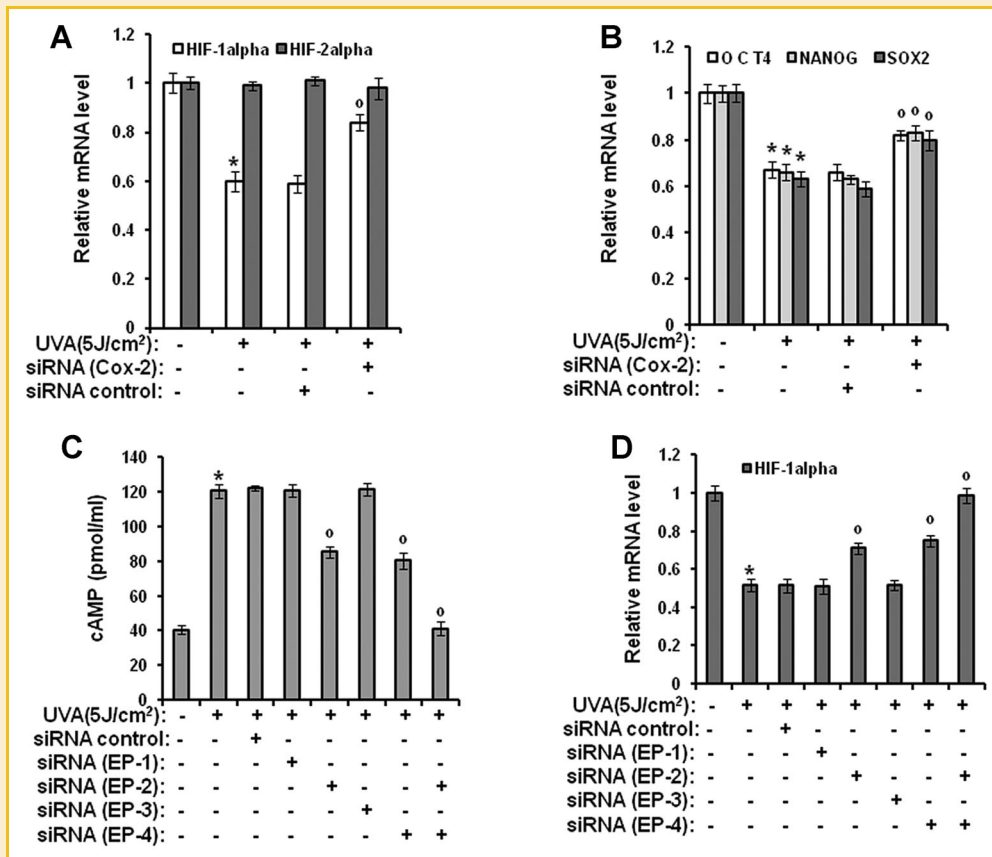 A
HIF-1alpha HIF-2alpha
Relative mRNA level
1.2
1
0.8
0.6
0.4
0.2
0
*
o
UVA(5J/cm²): - + + +
siRNA (Cox-2): - - - +
siRNA control: - - + -
B
O C T4 NANOG SOX2
Relative mRNA level
1.2
1
0.8
0.6
0.4
0.2
0
* * *
o o o
UVA(5J/cm²): - + + +
siRNA (Cox-2): - - - +
siRNA control: - - + -
C
cAMP (pmol/ml)
140
120
100
80
60
40
20
0
*
o
o
o
UVA(5J/cm²): - + + + + + + +
siRNA control: - - + - - - - -
siRNA (EP-1): - - - + - - - -
siRNA (EP-2): - - - - + - - +
siRNA (EP-3): - - - - - + - -
siRNA (EP-4): - - - - - - + +
D
HIF-1alpha
Relative mRNA level
1.2
1
0.8
0.6
0.4
0.2
0
*
o
o
o
UVA(5J/cm²): - + + + + + + +
siRNA control: - - + - - - - -
siRNA (EP-1): - - - + - - - -
siRNA (EP-2): - - - - + - - +
siRNA (EP-3): - - - - - + - -
siRNA (EP-4): - - - - - - + +